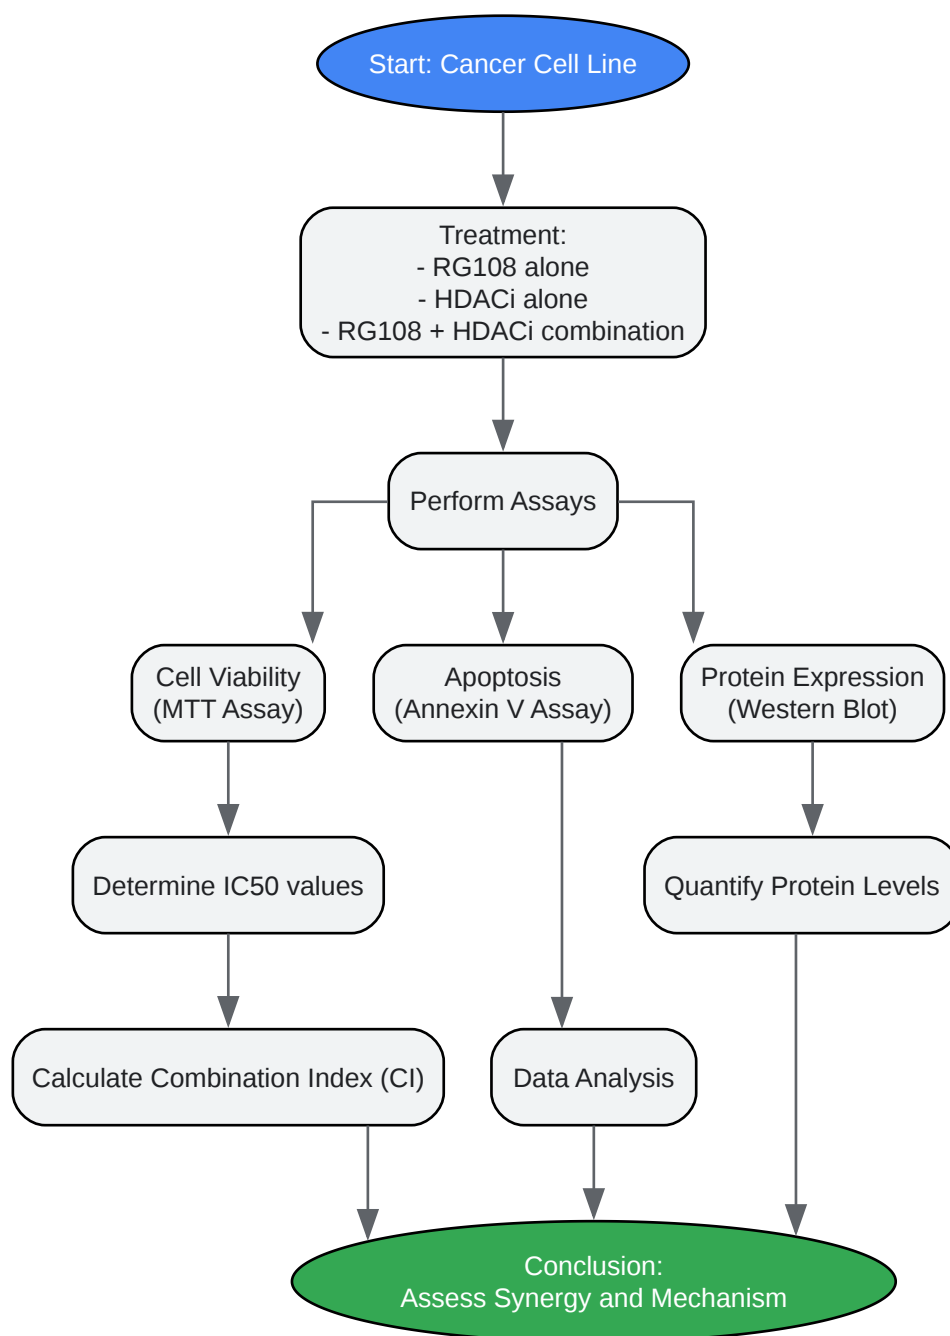 Start: Cancer Cell Line
Treatment:
- RG108 alone
- HDACi alone
- RG108 + HDACi combination
Perform Assays
Cell Viability
(MTT Assay)
Apoptosis
(Annexin V Assay)
Protein Expression
(Western Blot)
Determine IC50 values
Quantify Protein Levels
Calculate Combination Index (CI)
Data Analysis
Conclusion:
Assess Synergy and Mechanism